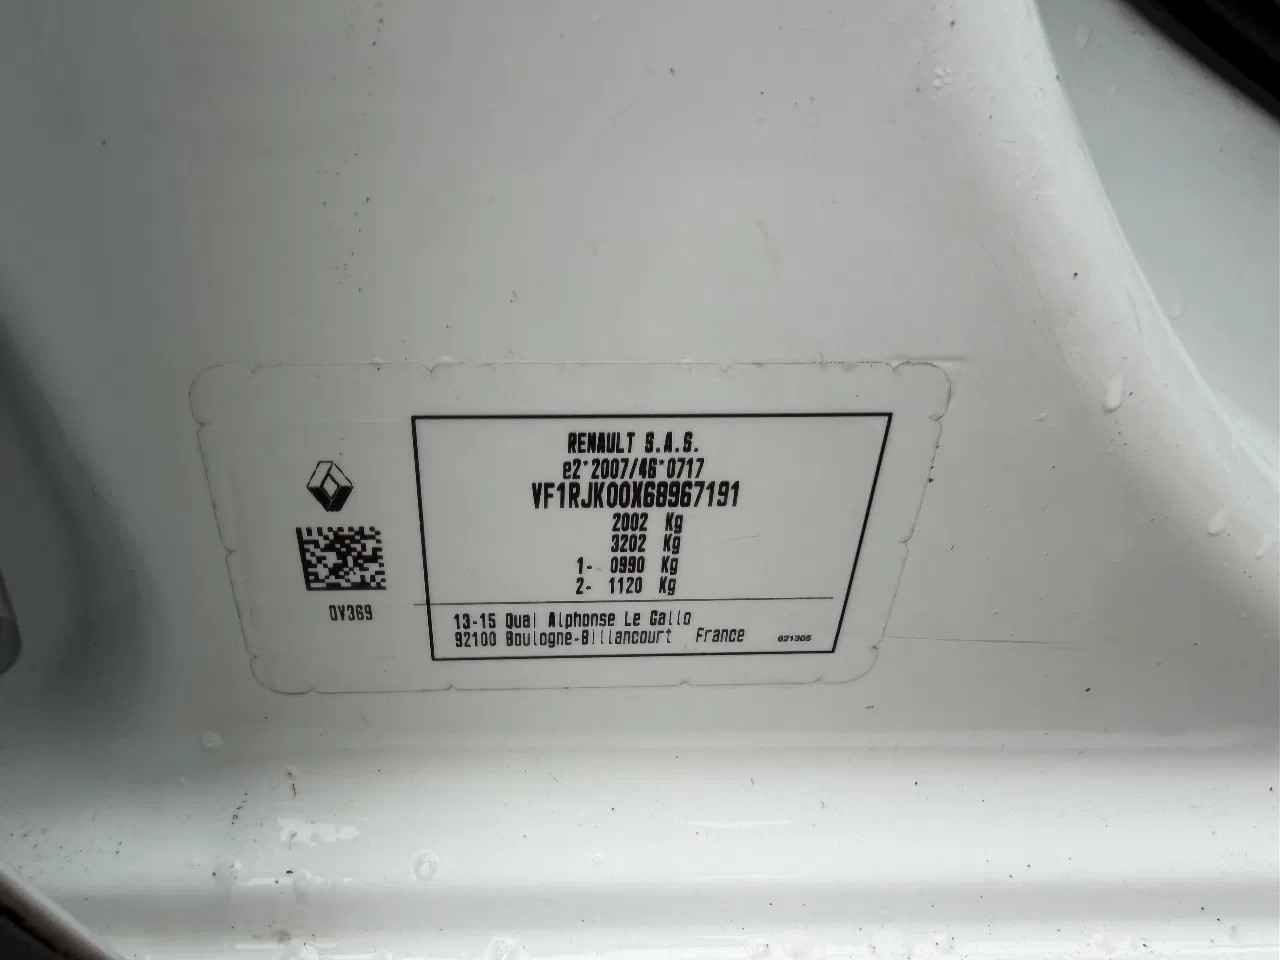 RENAULT S.A.S.
e2*2007/46*0717
VF1RJK00X68967191
2002 Kg
3202 Kg
1- 0990 Kg
2- 1120 Kg
0V369
13-15 Quai Alphonse Le Gallo
92100 Boulogne-Billancourt France
621305